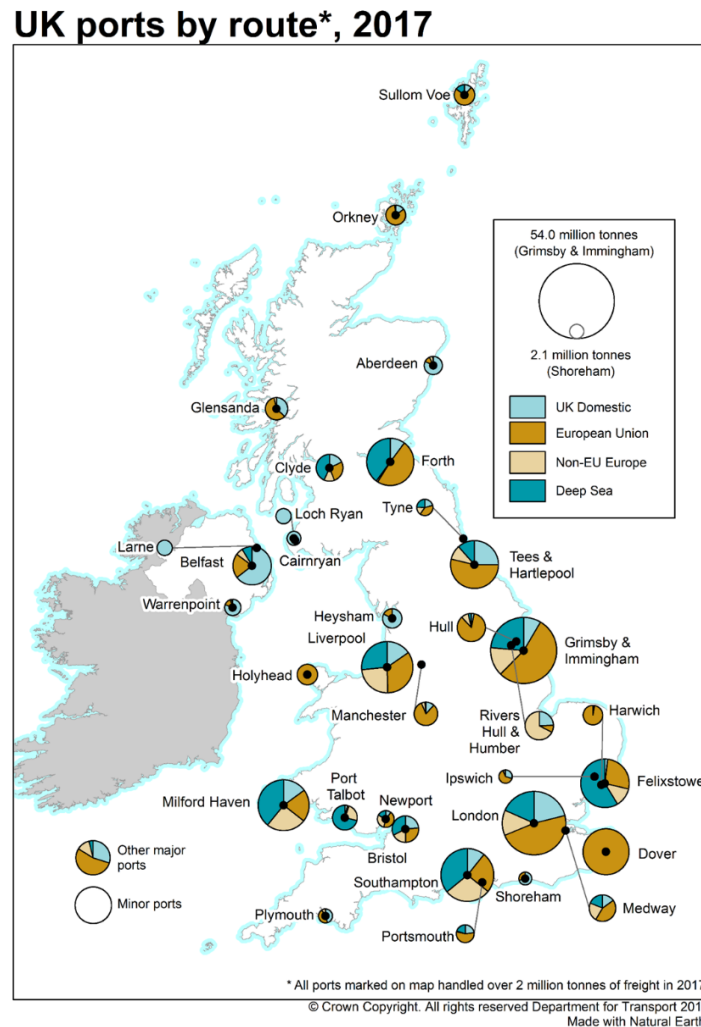 UK ports by route*, 2017
Sullom Voe
Orkney
54.0 million tonnes
(Grimsby & Immingham)
2.1 million tonnes
(Shoreham)
UK Domestic
European Union
Non-EU Europe
Deep Sea
Aberdeen
Glensanda
Clyde
Forth
Loch Ryan
Tyne
Larne
Belfast
Cairnryan
Tees &
Hartlepool
Warrenpoint
Heysham
Liverpool
Hull
Grimsby &
Immingham
Holyhead
Manchester
Rivers
Hull &
Humber
Harwich
Ipswich
Felixstowe
Milford Haven
Port
Talbot
Newport
London
Bristol
Dover
Other major
ports
Southampton
Shoreham
Minor ports
Plymouth
Portsmouth
Medway
* All ports marked on map handled over 2 million tonnes of freight in 2017
© Crown Copyright. All rights reserved Department for Transport 201
Made with Natural Earth